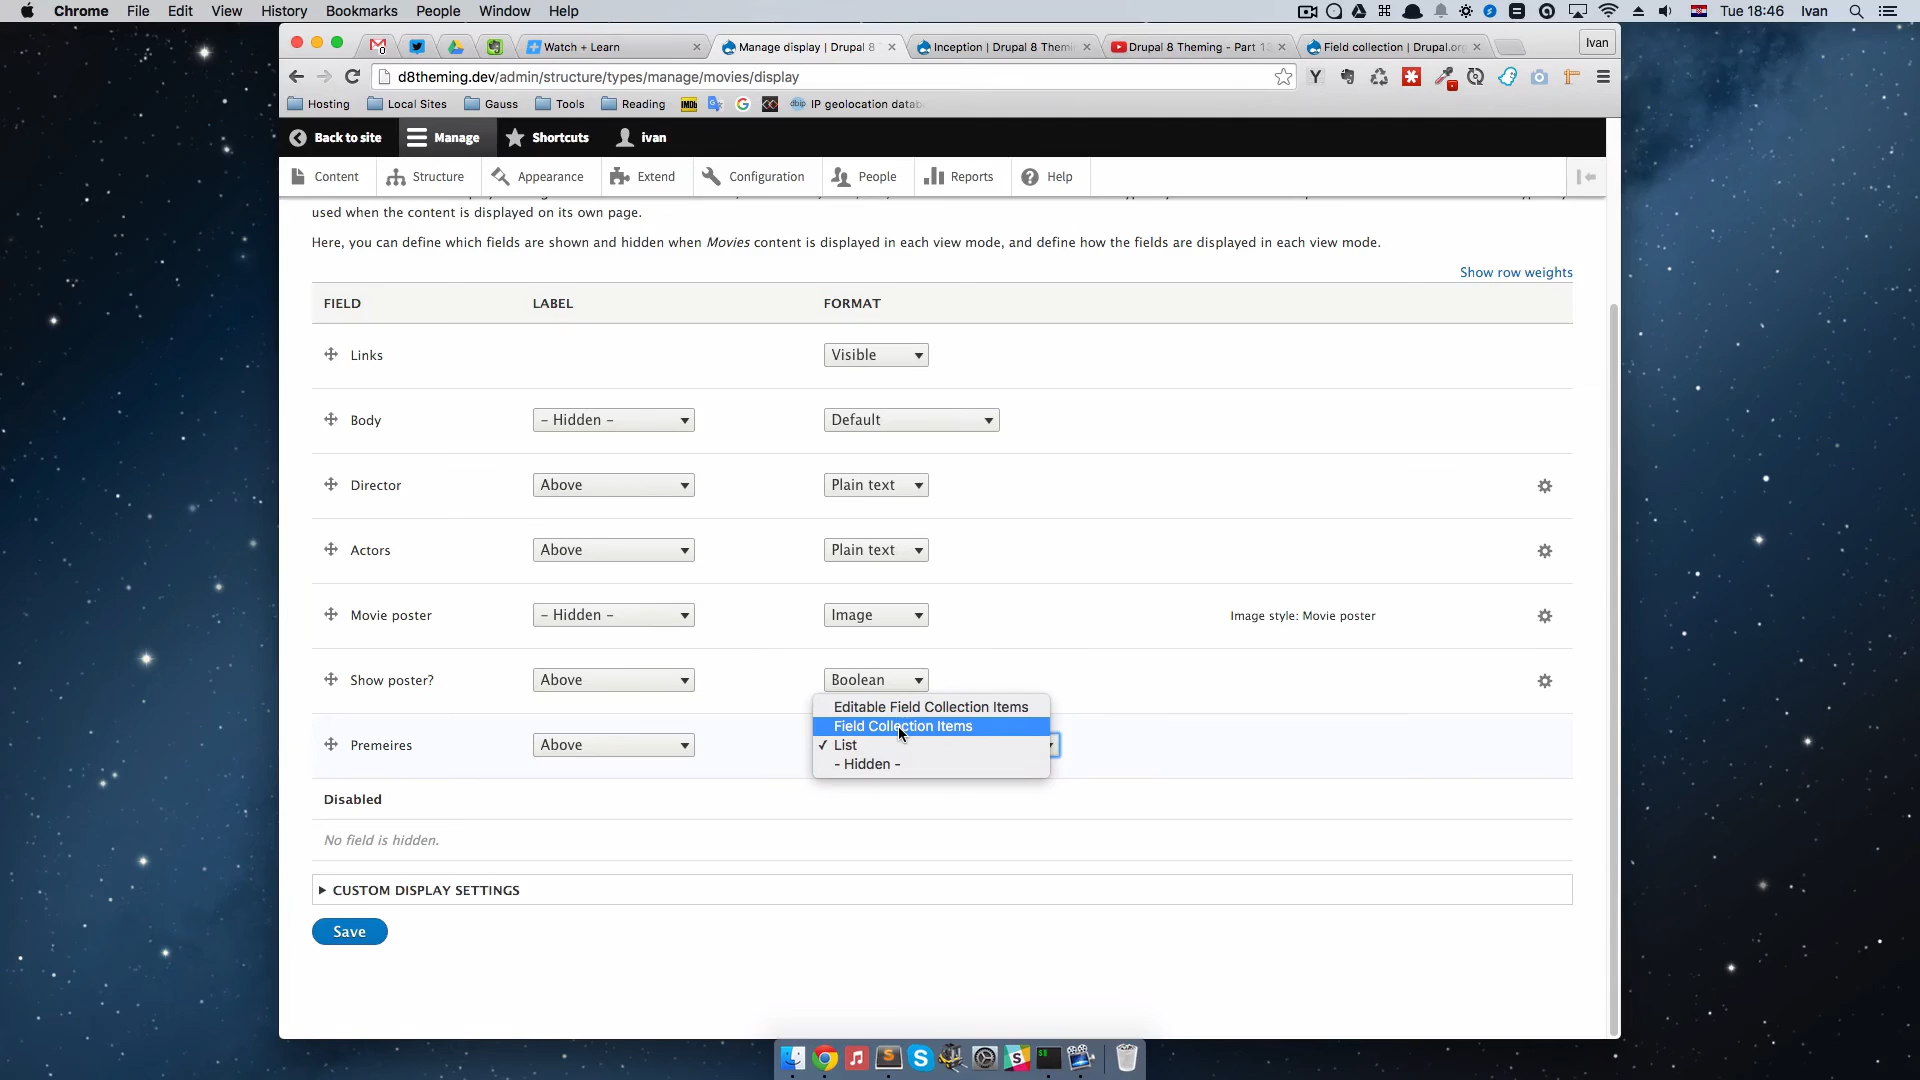 Chrome File Edit View History Bookmarks People Window Help Tue 18:46 Ivan
0 Watch + Learn Manage display | Drupal 8 Inception | Drupal 8 Themi Drupal 8 Theming - Part Field collection | Drupal.org Ivan
d8theming.dev/admin/structure/types/manage/movies/display
Hosting Local Sites Gauss Tools Reading IMDb dbip IP geolocation datab
Back to site Manage Shortcuts ivan
Content Structure Appearance Extend Configuration People Reports Help
used when the content is displayed on its own page.
Here, you can define which fields are shown and hidden when Movies content is displayed in each view mode, and define how the fields are displayed in each view mode.
Show row weights
FIELD LABEL FORMAT
Links Visible
Body - Hidden - Default
Director Above Plain text
Actors Above Plain text
Movie poster - Hidden - Image Image style: Movie poster
Show poster? Above Boolean
Editable Field Collection Items
Field Collection Items
Premeires Above ✓ List
- Hidden -
Disabled
No field is hidden.
CUSTOM DISPLAY SETTINGS
Save